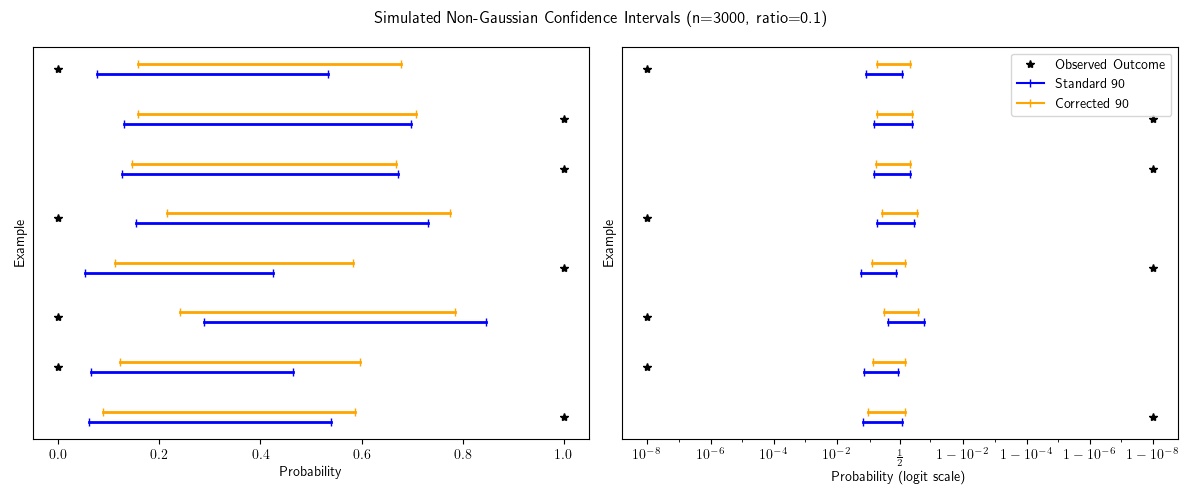 Simulated Non-Gaussian Confidence Intervals (n=3000, ratio=0.1)
Example
0.0 0.2 0.4 0.6 0.8 1.0
Probability
Example
Observed Outcome
Standard 90
Corrected 90
10⁻⁸ 10⁻⁶ 10⁻⁴ 10⁻² ½ 1 − 10⁻² 1 − 10⁻⁴ 1 − 10⁻⁶ 1 − 10⁻⁸
Probability (logit scale)